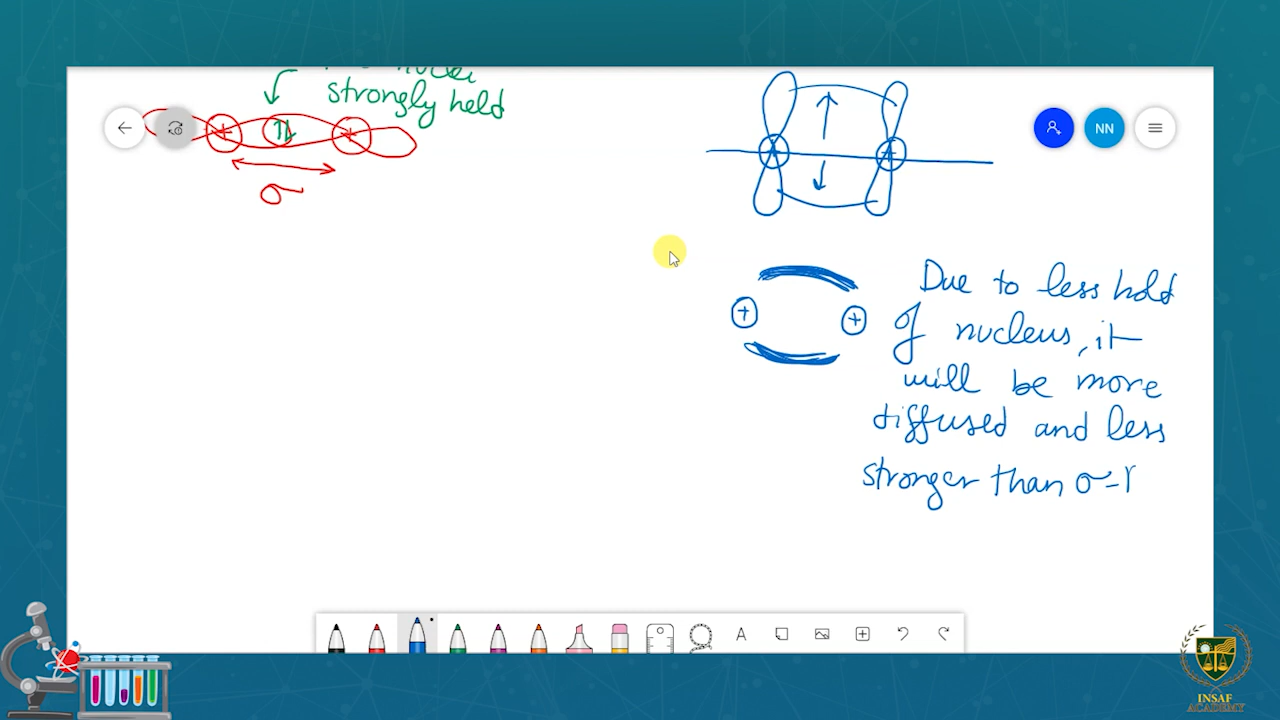 strongly held
σ
Due to less hold
of nucleus, it
will be more
diffused and less
stronger than σ-
NN
A
INSAF
ACADEMY